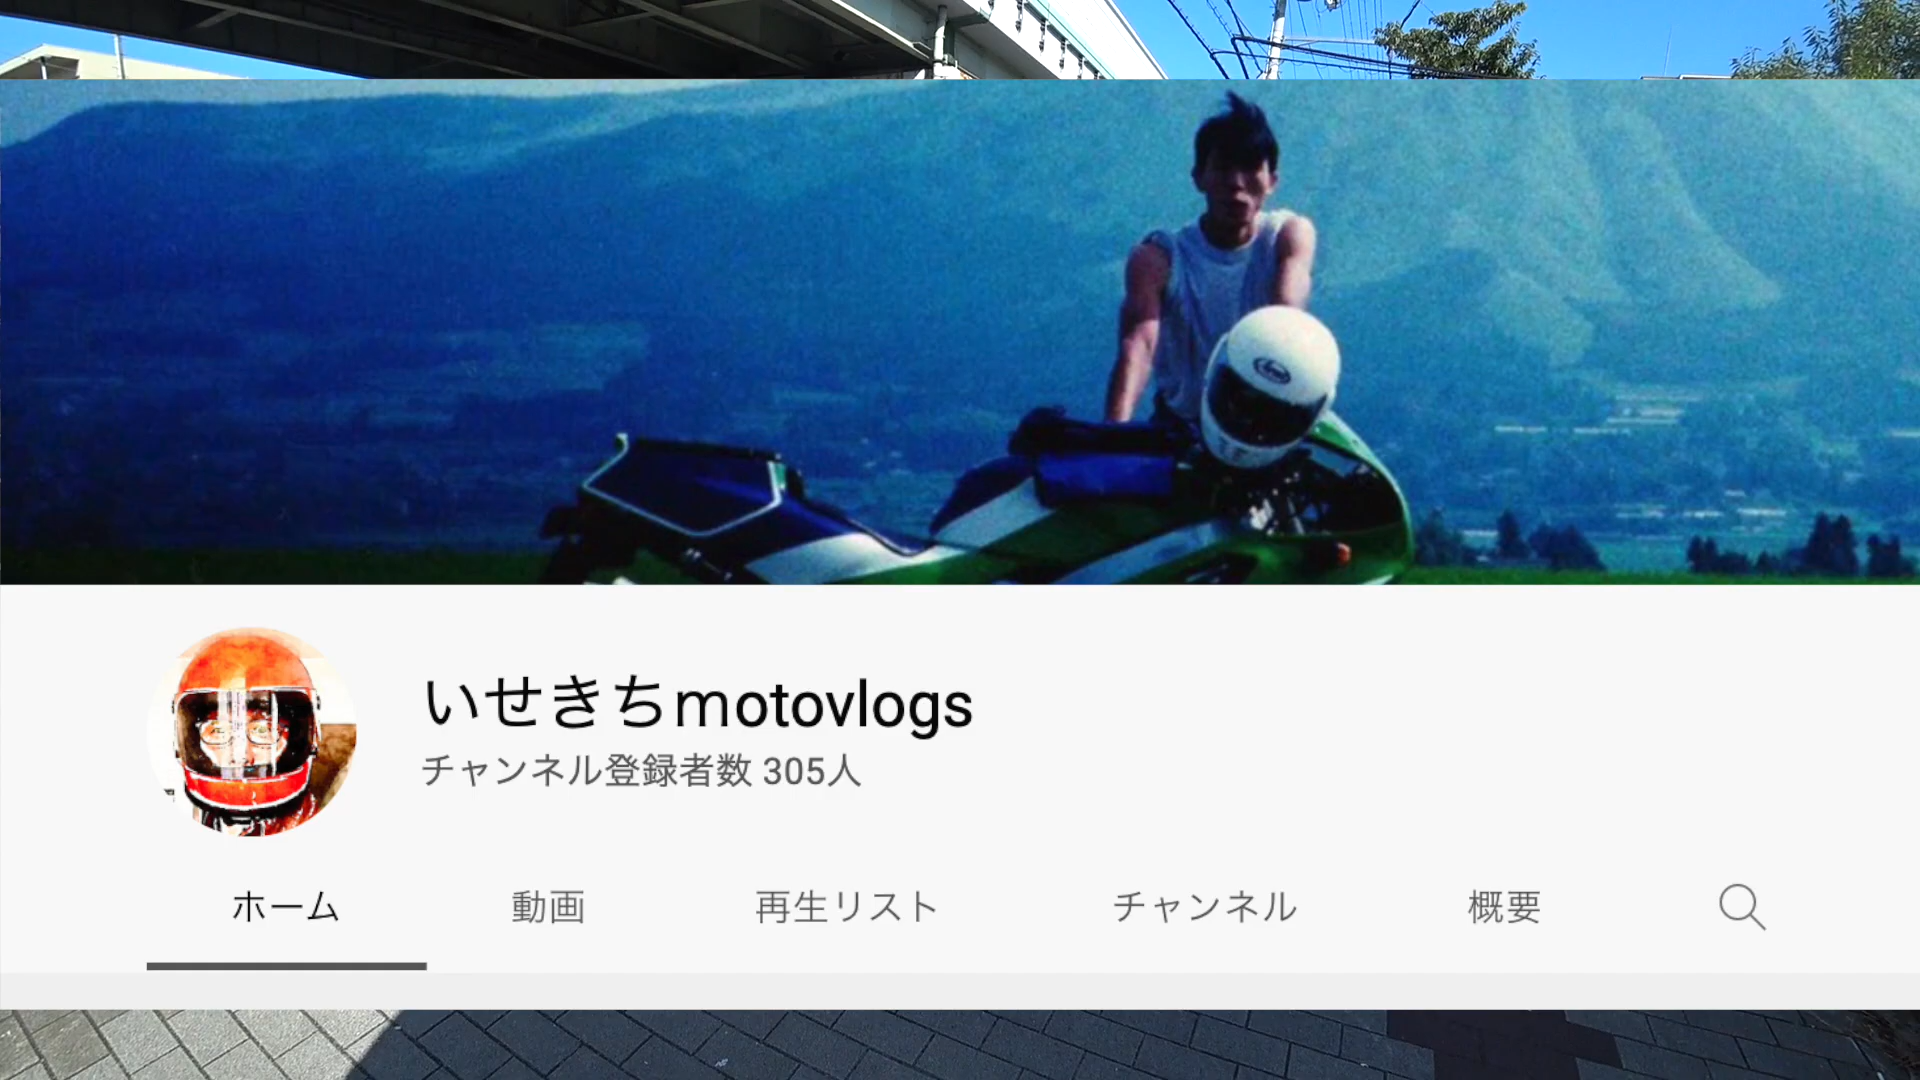 Arai
いせきちmotovlogs
チャンネル登録者数 305人
ホーム
動画
再生リスト
チャンネル
概要